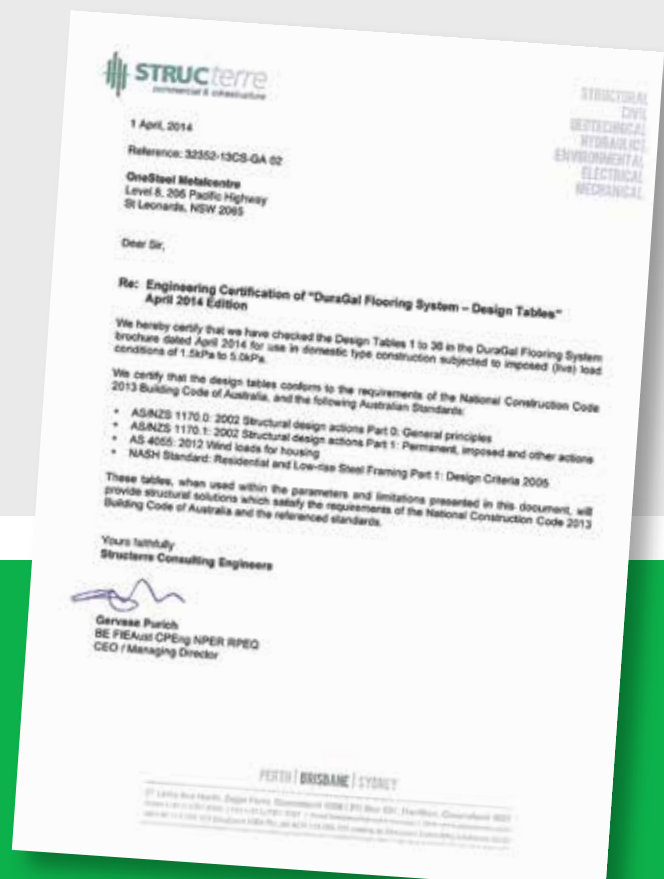 STRUCterre
commercial & infrastructure
STRUCTURAL
CIVIL
GEOTECHNICAL
HYDRAULICS
ENVIRONMENTAL
ELECTRICAL
MECHANICAL
1 April, 2014
Reference: 32352-13CS-GA 02
OneSteel Metalcentre
Level 8, 205 Pacific Highway
St Leonards, NSW 2065
Dear Sir,
Re: Engineering Certification of "DuraGal Flooring System – Design Tables"
April 2014 Edition
We hereby certify that we have checked the Design Tables 1 to 36 in the DuraGal Flooring System
brochure dated April 2014 for use in domestic type construction subjected to imposed (live) load
conditions of 1.5kPa to 5.0kPa.
We certify that the design tables conform to the requirements of the National Construction Code
2013 Building Code of Australia, and the following Australian Standards:
• AS/NZS 1170.0: 2002 Structural design actions Part 0: General principles
• AS/NZS 1170.1: 2002 Structural design actions Part 1: Permanent, imposed and other actions
• AS 4055: 2012 Wind loads for housing
• NASH Standard: Residential and Low-rise Steel Framing Part 1: Design Criteria 2005
These tables, when used within the parameters and limitations presented in this document, will
provide structural solutions which satisfy the requirements of the National Construction Code 2013
Building Code of Australia and the referenced standards.
Yours faithfully
Structerre Consulting Engineers
Gervase Purich
BE FIEAust CPEng NPER RPEQ
CEO / Managing Director
PERTH | BRISBANE | SYDNEY